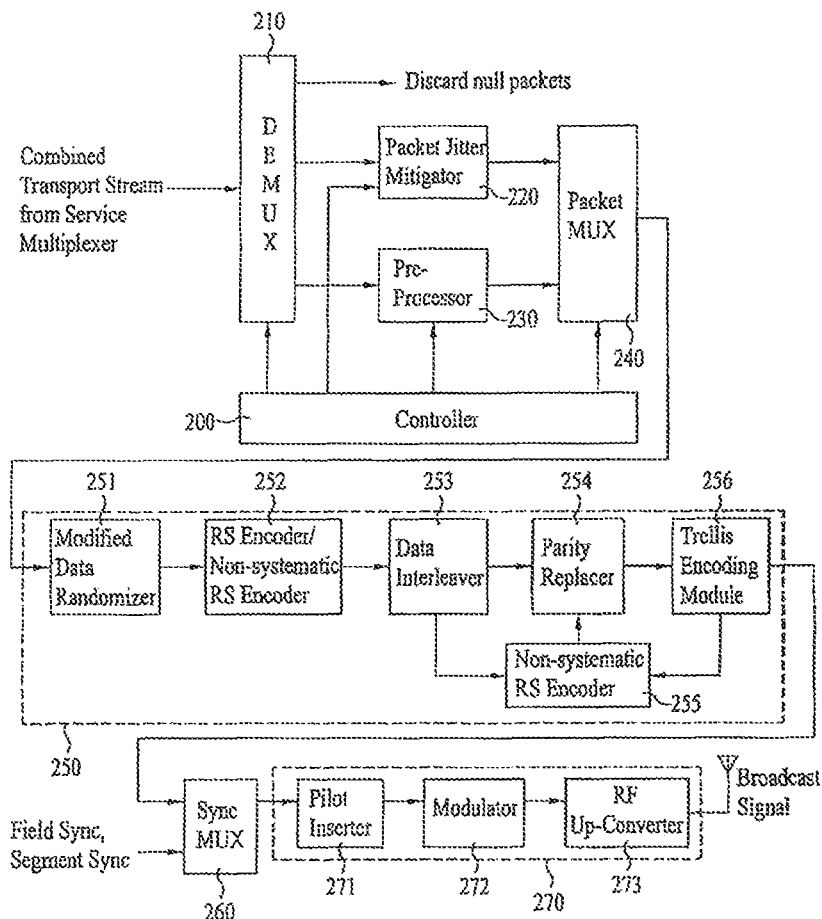 210
Discard null packets
D
E
M
U
X
Combined
Transport Stream
from Service
Multiplexer
Packet Jitter
Mitigator
220
Packet
MUX
Pre-
Processor
230
240
200
Controller
251
252
253
254
256
Modified
Data
Randomizer
RS Encoder/
Non-systematic
RS Encoder
Data
Interleaver
Parity
Replacer
Trellis
Encoding
Module
Non-systematic
RS Encoder
255
250
Sync
MUX
Pilot
Inserter
Modulator
RF
Up-Converter
Broadcast
Signal
Field Sync,
Segment Sync
260
271
272
270
273